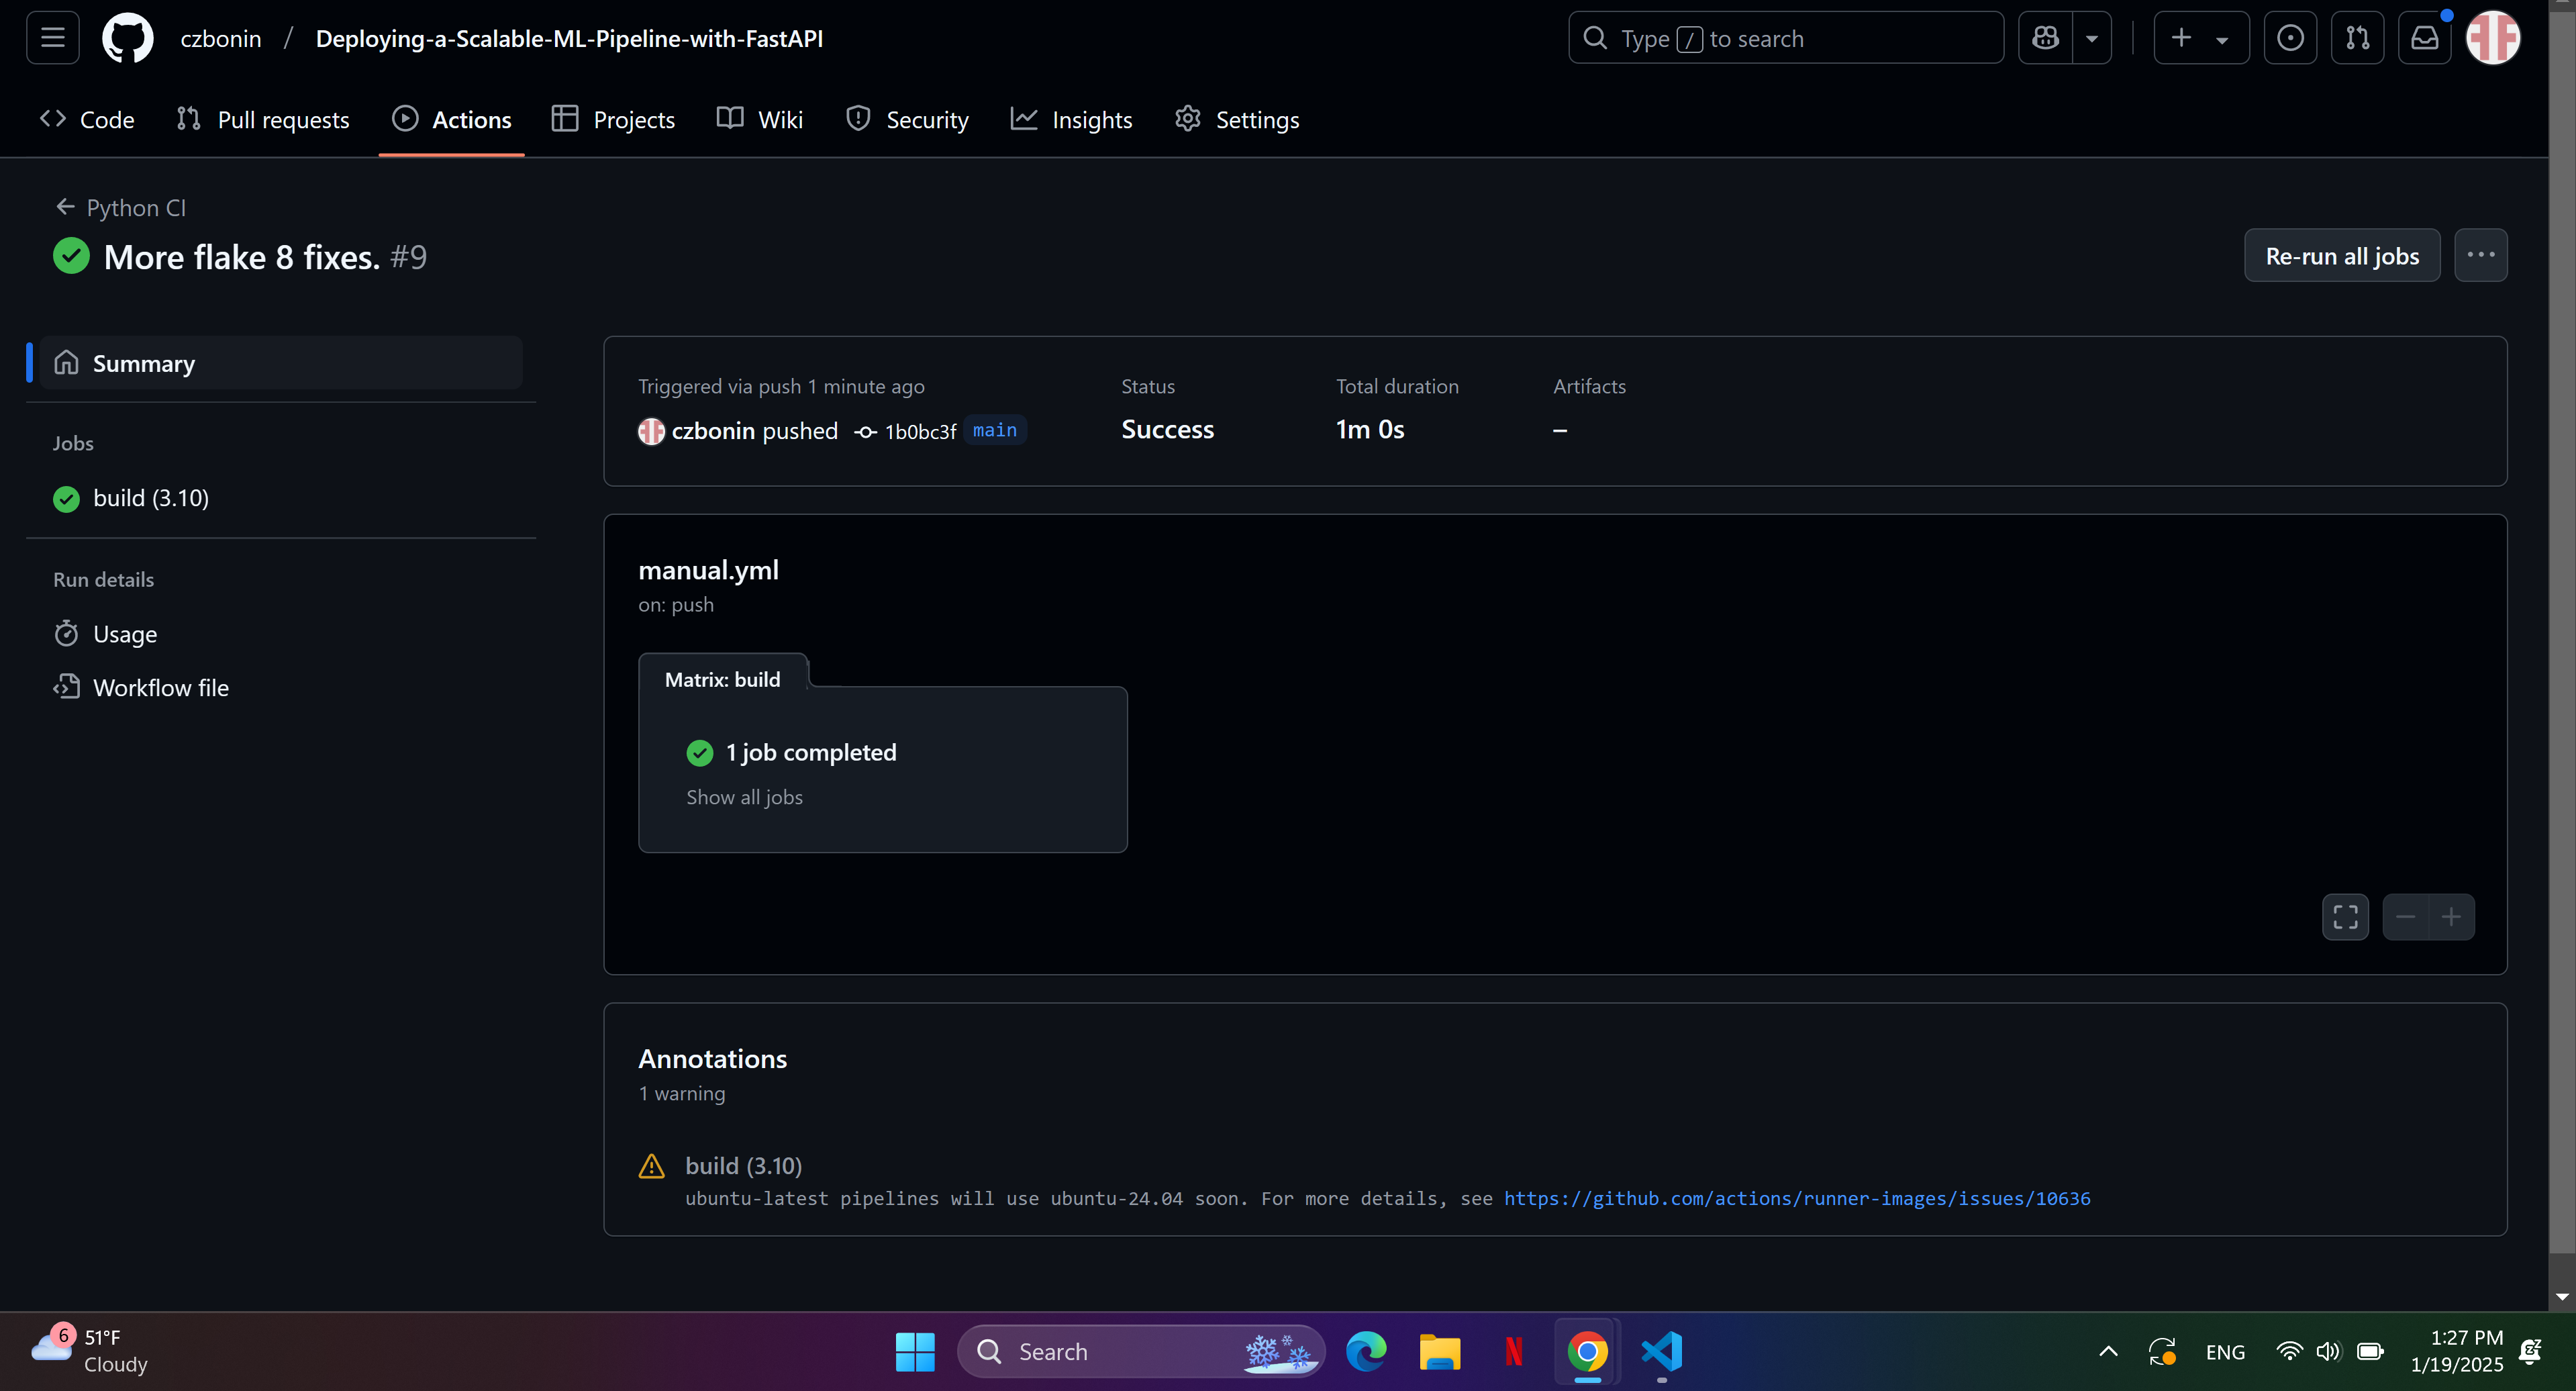 czbonin / Deploying-a-Scalable-ML-Pipeline-with-FastAPI
Type / to search
Code Pull requests Actions Projects Wiki Security Insights Settings
Python CI
More flake 8 fixes. #9
Re-run all jobs
Summary
Jobs
build (3.10)
Run details
Usage
Workflow file
Triggered via push 1 minute ago
czbonin pushed 1b0bc3f main
Status
Success
Total duration
1m 0s
Artifacts
–
manual.yml
on: push
Matrix: build
1 job completed
Show all jobs
Annotations
1 warning
build (3.10)
ubuntu-latest pipelines will use ubuntu-24.04 soon. For more details, see https://github.com/actions/runner-images/issues/10636
6
51°F
Cloudy
Search
N
ENG
1:27 PM
1/19/2025